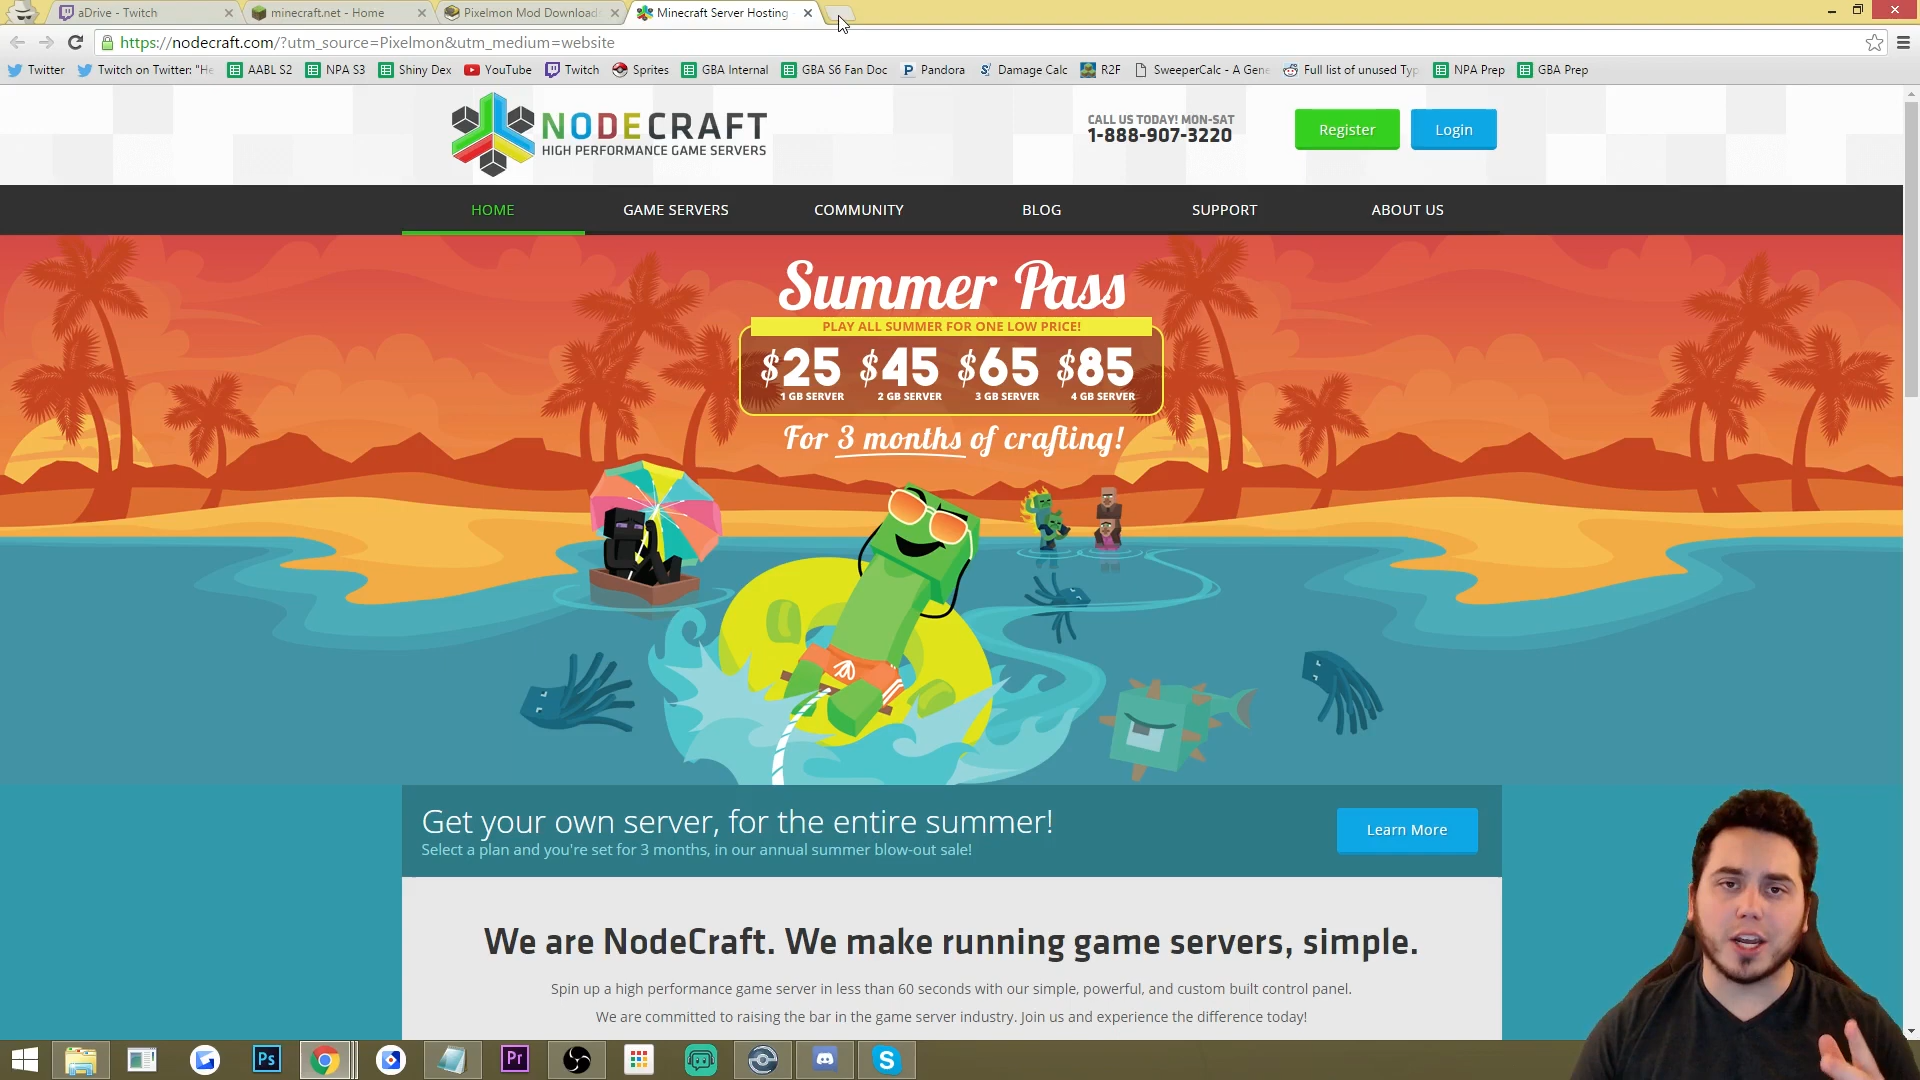 aDrive - Twitch
minecraft.net - Home
Pixelmon Mod Download
Minecraft Server Hosting
https://nodecraft.com/?utm_source=Pixelmon&utm_medium=website
Twitter
Twitch on Twitter: "He
AABL S2
NPA S3
Shiny Dex
YouTube
Twitch
Sprites
GBA Internal
GBA S6 Fan Doc
Pandora
Damage Calc
R2F
SweeperCalc - A Gene
Full list of unused Typ
NPA Prep
GBA Prep
NODECRAFT
HIGH PERFORMANCE GAME SERVERS
CALL US TODAY! MON-SAT
1-888-907-3220
Register
Login
HOME
GAME SERVERS
COMMUNITY
BLOG
SUPPORT
ABOUT US
Summer Pass
PLAY ALL SUMMER FOR ONE LOW PRICE!
$25 $45 $65 $85
1 GB SERVER 2 GB SERVER 3 GB SERVER 4 GB SERVER
For 3 months of crafting!
Get your own server, for the entire summer!
Select a plan and you're set for 3 months, in our annual summer blow-out sale!
Learn More
We are NodeCraft. We make running game servers, simple.
Spin up a high performance game server in less than 60 seconds with our simple, powerful, and custom built control panel.
We are committed to raising the bar in the game server industry. Join us and experience the difference today!
Ps
Pr
S